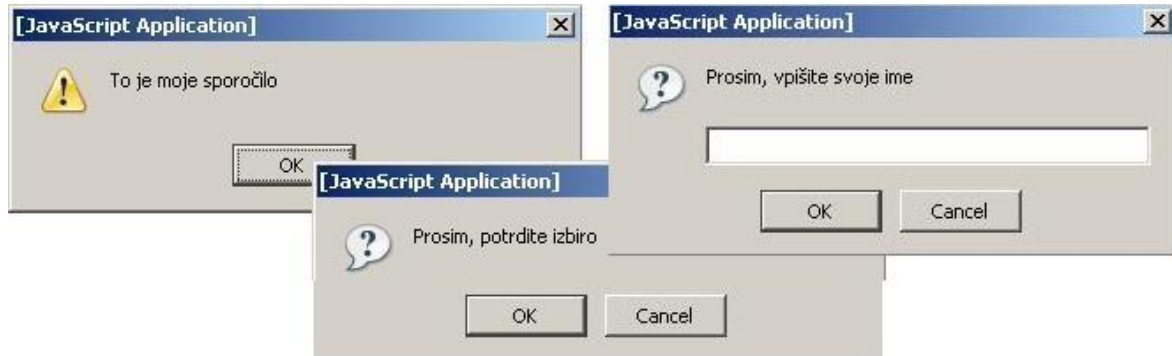 [JavaScript Application]
To je moje sporočilo
OK
[JavaScript Application]
Prosim, potrdite izbiro
OK
Cancel
[JavaScript Application]
Prosim, vpišite svoje ime
OK
Cancel